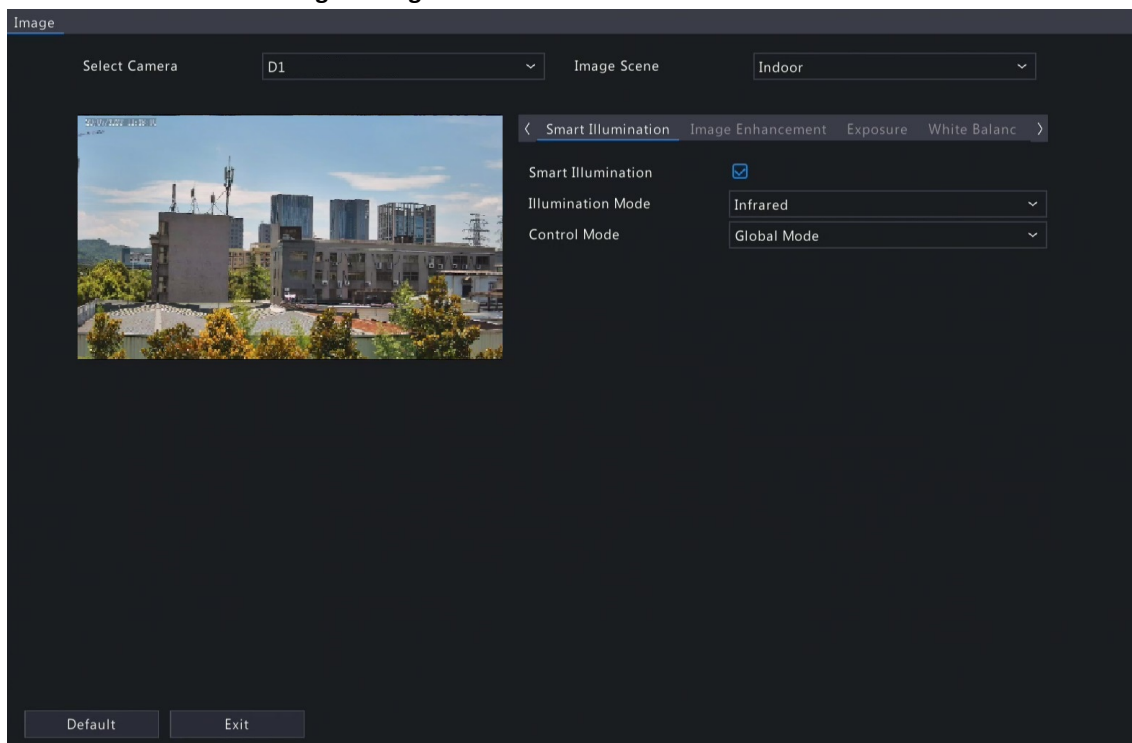 Image
Select Camera D1 Image Scene Indoor
Smart Illumination Image Enhancement Exposure White Balanc
Smart Illumination
Illumination Mode Infrared
Control Mode Global Mode
Default Exit